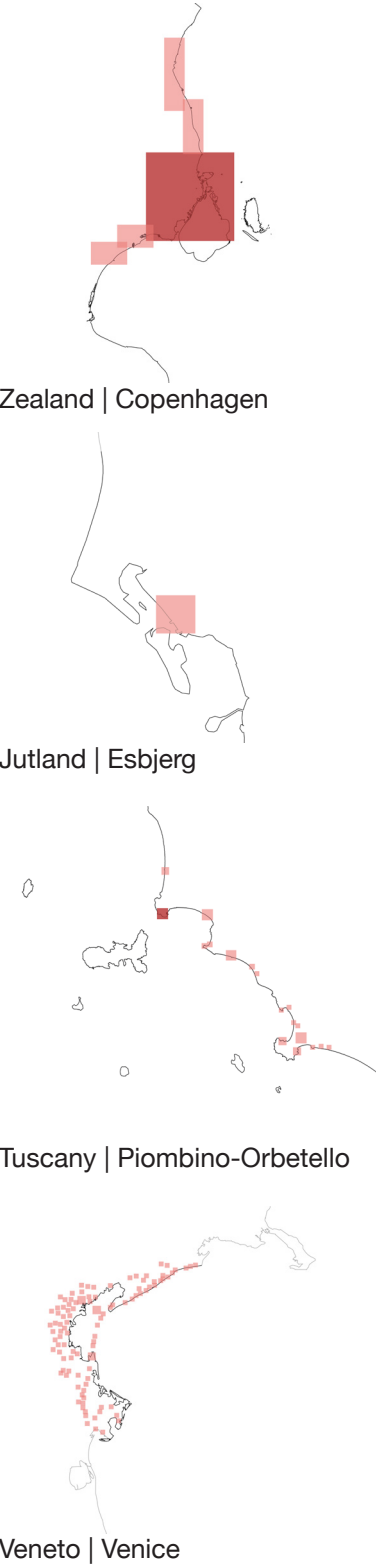 Zealand | Copenhagen
Jutland | Esbjerg
Tuscany | Piombino-Orbetello
Veneto | Venice